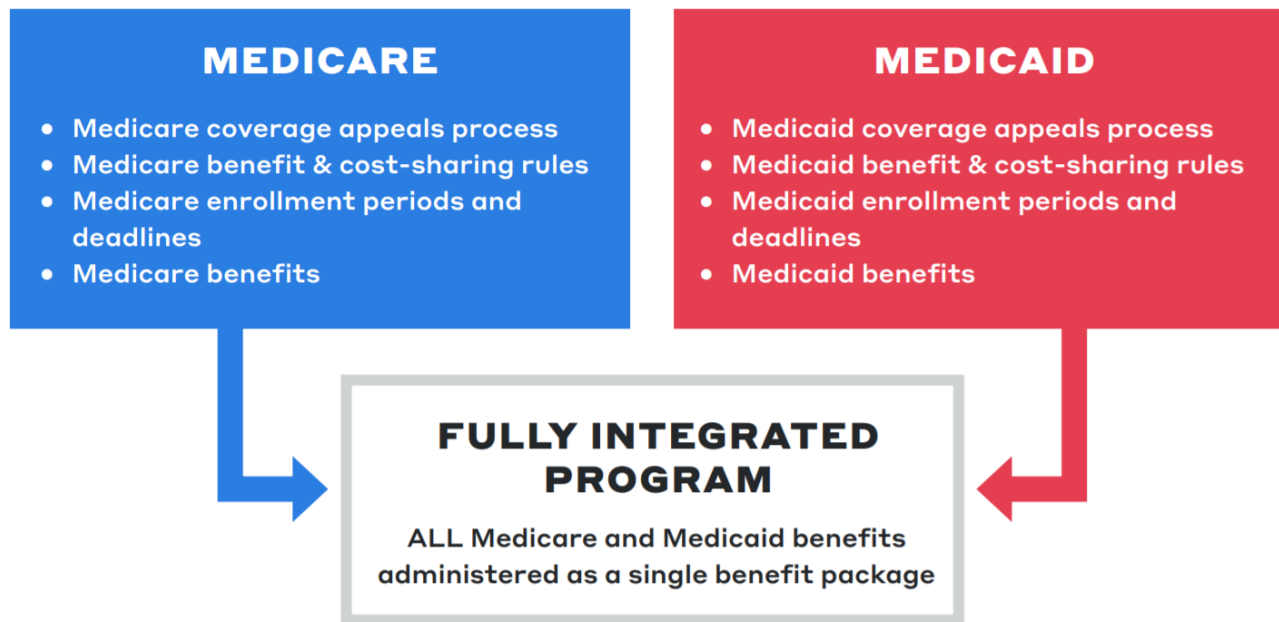 MEDICARE
• Medicare coverage appeals process
• Medicare benefit & cost-sharing rules
• Medicare enrollment periods and
deadlines
• Medicare benefits
MEDICAID
• Medicaid coverage appeals process
• Medicaid benefit & cost-sharing rules
• Medicaid enrollment periods and
deadlines
• Medicaid benefits
FULLY INTEGRATED
PROGRAM
ALL Medicare and Medicaid benefits
administered as a single benefit package